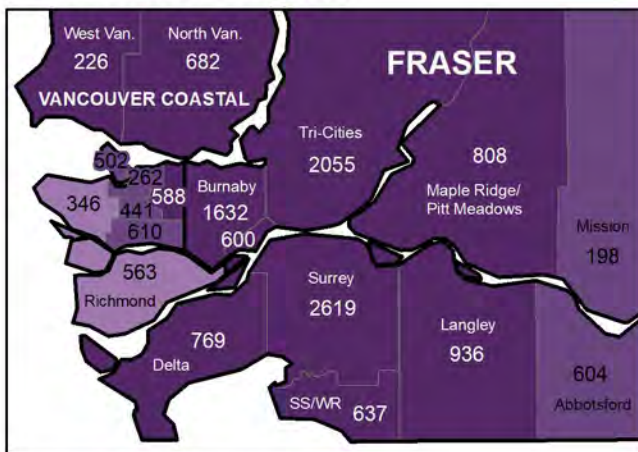 West Van.
226
North Van.
682
VANCOUVER COASTAL
FRASER
Tri-Cities
2055
808
Maple Ridge/
Pitt Meadows
502
262
588
346
441
610
Burnaby
1632
600
Mission
198
563
Richmond
Surrey
2619
769
Delta
Langley
936
SS/WR
637
604
Abbotsford